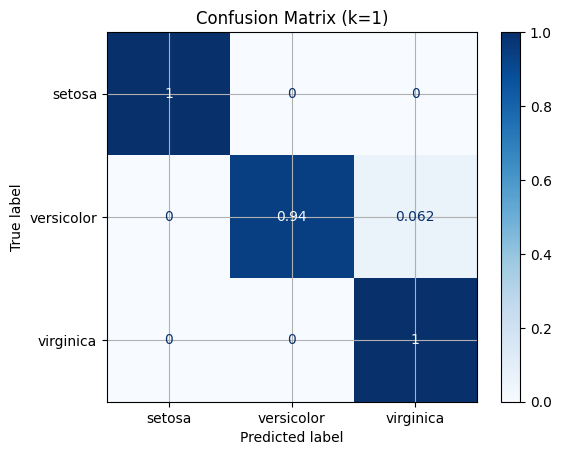 Confusion Matrix (k=1)
True label
setosa 1 0 0
versicolor 0 0.94 0.062
virginica 0 0 1
setosa versicolor virginica
Predicted label
1.0
0.8
0.6
0.4
0.2
0.0